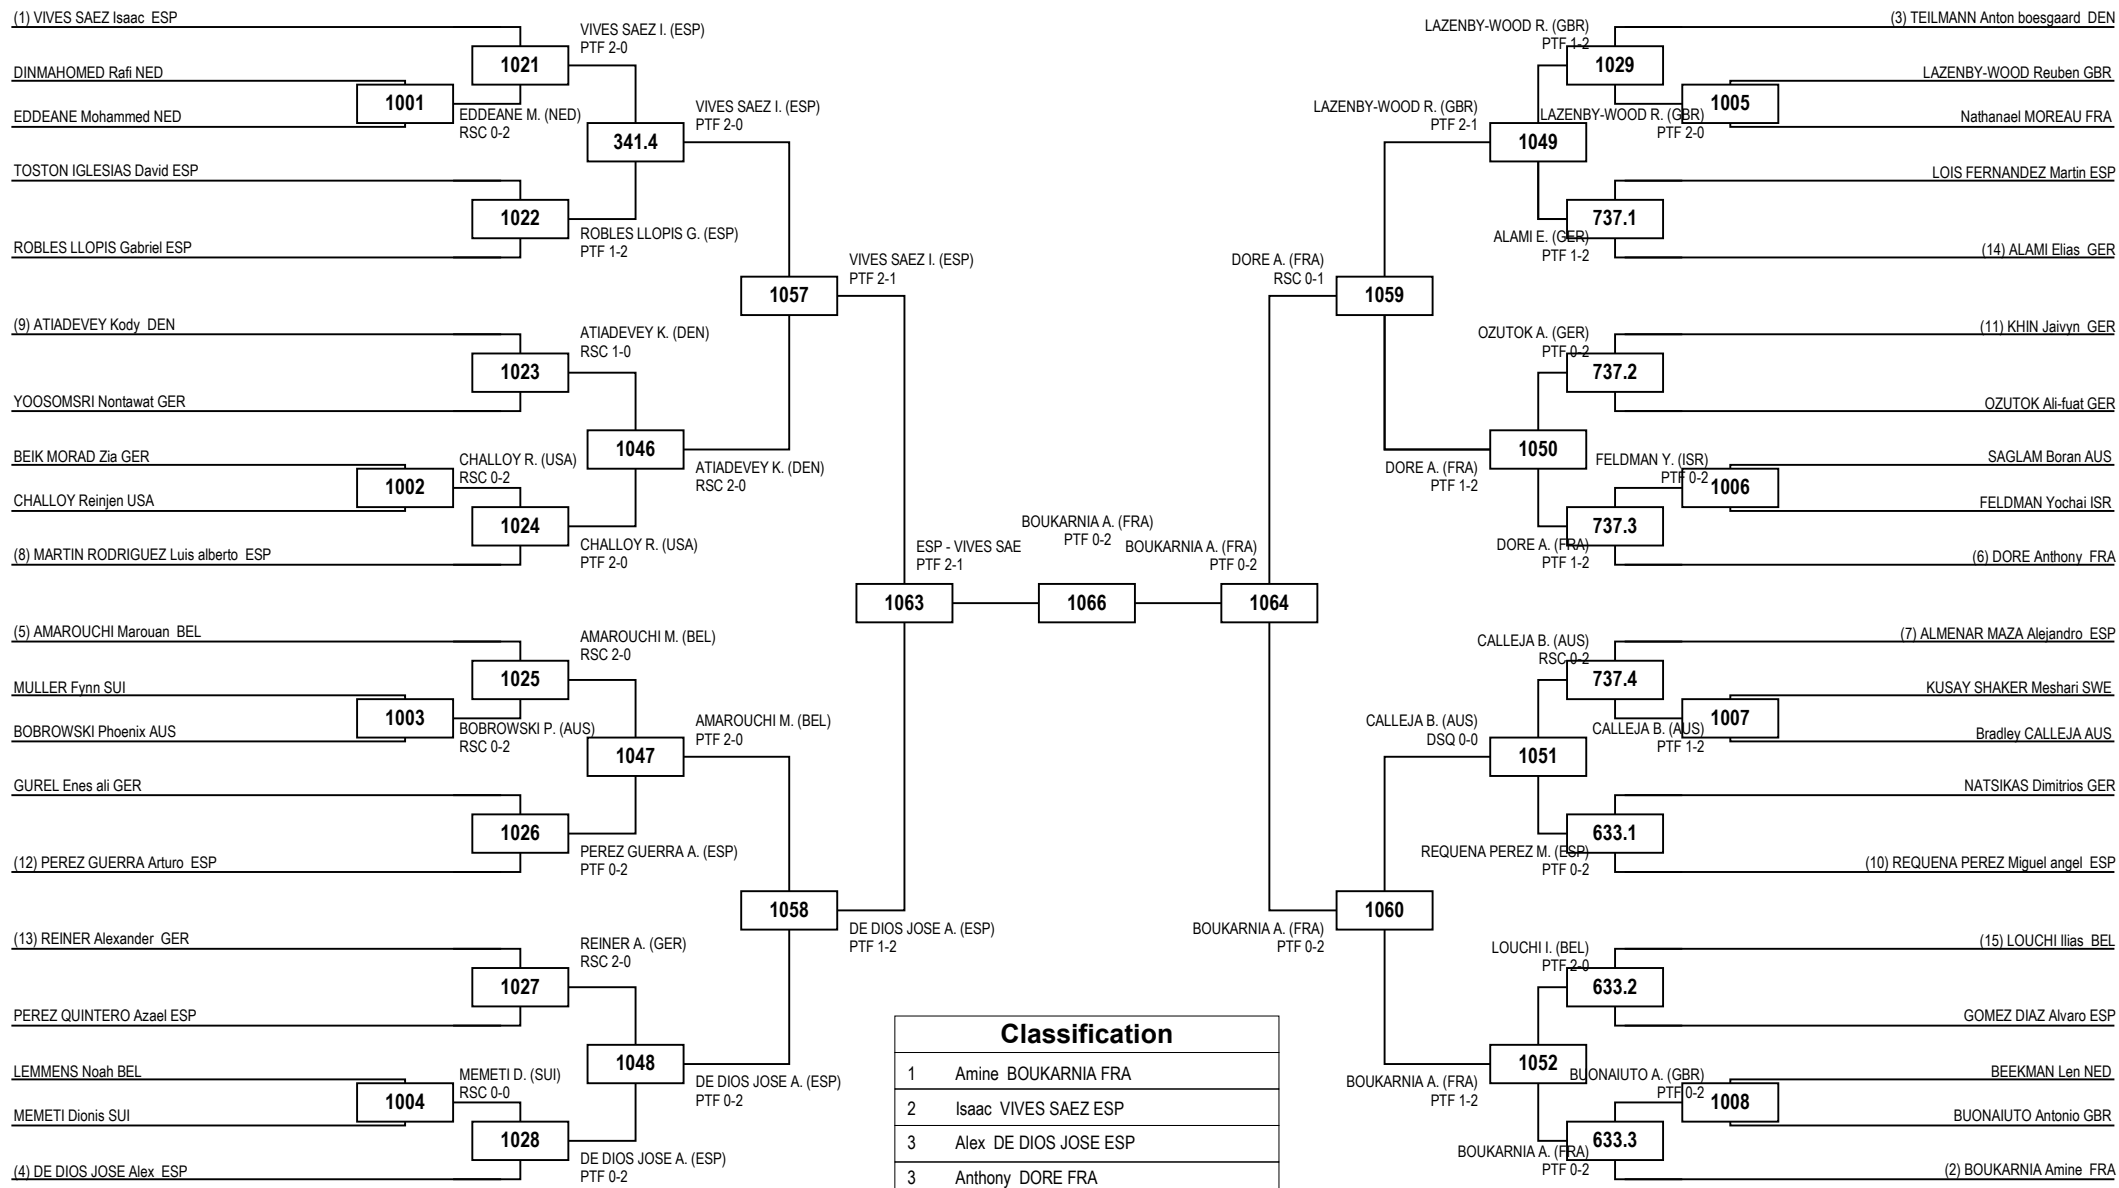 (1) VIVES SAEZ Isaac ESP
DINMAHOMED Rafi NED
EDDEANE Mohammed NED
TOSTON IGLESIAS David ESP
ROBLES LLOPIS Gabriel ESP
(9) ATIADEVEY Kody DEN
YOOSOMSRI Nontawat GER
BEIK MORAD Zia GER
CHALLOY Reinjen USA
(8) MARTIN RODRIGUEZ Luis alberto ESP
(5) AMAROUCHI Marouan BEL
MULLER Fynn SUI
BOBROWSKI Phoenix AUS
GUREL Enes ali GER
(12) PEREZ GUERRA Arturo ESP
(13) REINER Alexander GER
PEREZ QUINTERO Azael ESP
LEMMENS Noah BEL
MEMETI Dionis SUI
(4) DE DIOS JOSE Alex ESP
1001
EDDEANE M. (NED)
RSC 0-2
1002
CHALLOY R. (USA)
RSC 0-2
1003
BOBROWSKI P. (AUS)
RSC 0-2
1004
MEMETI D. (SUI)
RSC 0-0
1021
VIVES SAEZ I. (ESP)
PTF 2-0
1022
ROBLES LLOPIS G. (ESP)
PTF 1-2
1023
ATIADEVEY K. (DEN)
RSC 1-0
1024
CHALLOY R. (USA)
PTF 2-0
1025
AMAROUCHI M. (BEL)
RSC 2-0
1026
PEREZ GUERRA A. (ESP)
PTF 0-2
1027
REINER A. (GER)
RSC 2-0
1028
DE DIOS JOSE A. (ESP)
PTF 0-2
341.4
VIVES SAEZ I. (ESP)
PTF 2-0
1046
ATIADEVEY K. (DEN)
RSC 2-0
1047
AMAROUCHI M. (BEL)
PTF 2-0
1048
DE DIOS JOSE A. (ESP)
PTF 0-2
1057
VIVES SAEZ I. (ESP)
PTF 2-1
1058
DE DIOS JOSE A. (ESP)
PTF 1-2
1063
ESP - VIVES SAE
PTF 2-1
1066
BOUKARNIA A. (FRA)
PTF 0-2
1064
BOUKARNIA A. (FRA)
PTF 0-2
1059
DORE A. (FRA)
RSC 0-1
1060
BOUKARNIA A. (FRA)
PTF 0-2
1049
LAZENBY-WOOD R. (GBR)
PTF 2-1
1050
DORE A. (FRA)
PTF 1-2
1051
CALLEJA B. (AUS)
DSQ 0-0
1052
BOUKARNIA A. (FRA)
PTF 1-2
1029
LAZENBY-WOOD R. (GBR)
PTF 1-2
737.1
ALAMI E. (GER)
PTF 1-2
737.2
OZUTOK A. (GER)
PTF 0-2
737.3
DORE A. (FRA)
PTF 1-2
737.4
CALLEJA B. (AUS)
RSC 0-2
633.1
REQUENA PEREZ M. (ESP)
PTF 0-2
633.2
LOUCHI I. (BEL)
PTF 2-0
633.3
BOUKARNIA A. (FRA)
PTF 0-2
1005
LAZENBY-WOOD R. (GBR)
PTF 2-0
1006
FELDMAN Y. (ISR)
PTF 0-2
1007
CALLEJA B. (AUS)
PTF 1-2
1008
BUONAIUTO A. (GBR)
PTF 0-2
(3) TEILMANN Anton boesgaard DEN
LAZENBY-WOOD Reuben GBR
Nathanael MOREAU FRA
LOIS FERNANDEZ Martin ESP
(14) ALAMI Elias GER
(11) KHIN Jaivyn GER
OZUTOK Ali-fuat GER
SAGLAM Boran AUS
FELDMAN Yochai ISR
(6) DORE Anthony FRA
(7) ALMENAR MAZA Alejandro ESP
KUSAY SHAKER Meshari SWE
Bradley CALLEJA AUS
NATSIKAS Dimitrios GER
(10) REQUENA PEREZ Miguel angel ESP
(15) LOUCHI Ilias BEL
GOMEZ DIAZ Alvaro ESP
BEEKMAN Len NED
BUONAIUTO Antonio GBR
(2) BOUKARNIA Amine FRA
Classification
1 Amine BOUKARNIA FRA
2 Isaac VIVES SAEZ ESP
3 Alex DE DIOS JOSE ESP
3 Anthony DORE FRA